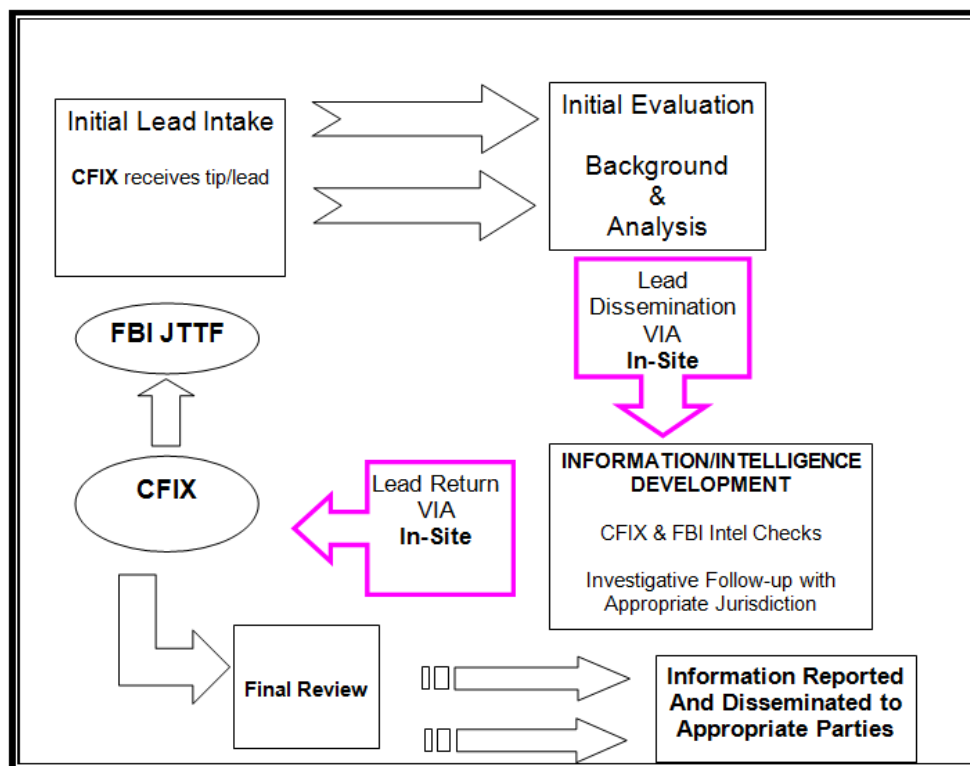 Initial Lead Intake
CFIX receives tip/lead
Initial Evaluation
Background
&
Analysis
Lead
Dissemination
VIA
In-Site
INFORMATION/INTELLIGENCE
DEVELOPMENT
CFIX & FBI Intel Checks
Investigative Follow-up with
Appropriate Jurisdiction
Lead Return
VIA
In-Site
CFIX
FBI JTTF
Final Review
Information Reported
And Disseminated to
Appropriate Parties